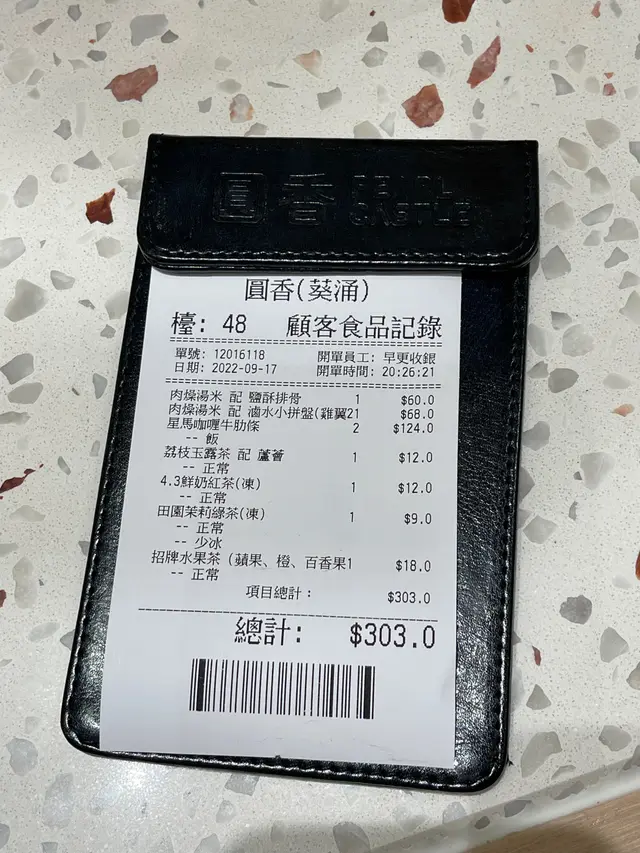 圓香 PEARL CASTLE
圓香(葵涌)
檯: 48 顧客食品記錄
單號: 12016118 開單員工: 早更收銀
日期: 2022-09-17 開單時間: 20:26:21
肉燥湯米 配 鹽酥排骨 1 $60.0
肉燥湯米 配 滷水小拼盤(雞翼21 $68.0
星馬咖喱牛肋條 2 $124.0
-- 飯
荔枝玉露茶 配 蘆薈 1 $12.0
-- 正常
4.3鮮奶紅茶(凍) 1 $12.0
-- 正常
田園茉莉綠茶(凍) 1 $9.0
-- 正常
-- 少冰
招牌水果茶 (蘋果、橙、百香果1 $18.0
-- 正常
項目總計: $303.0
總計: $303.0